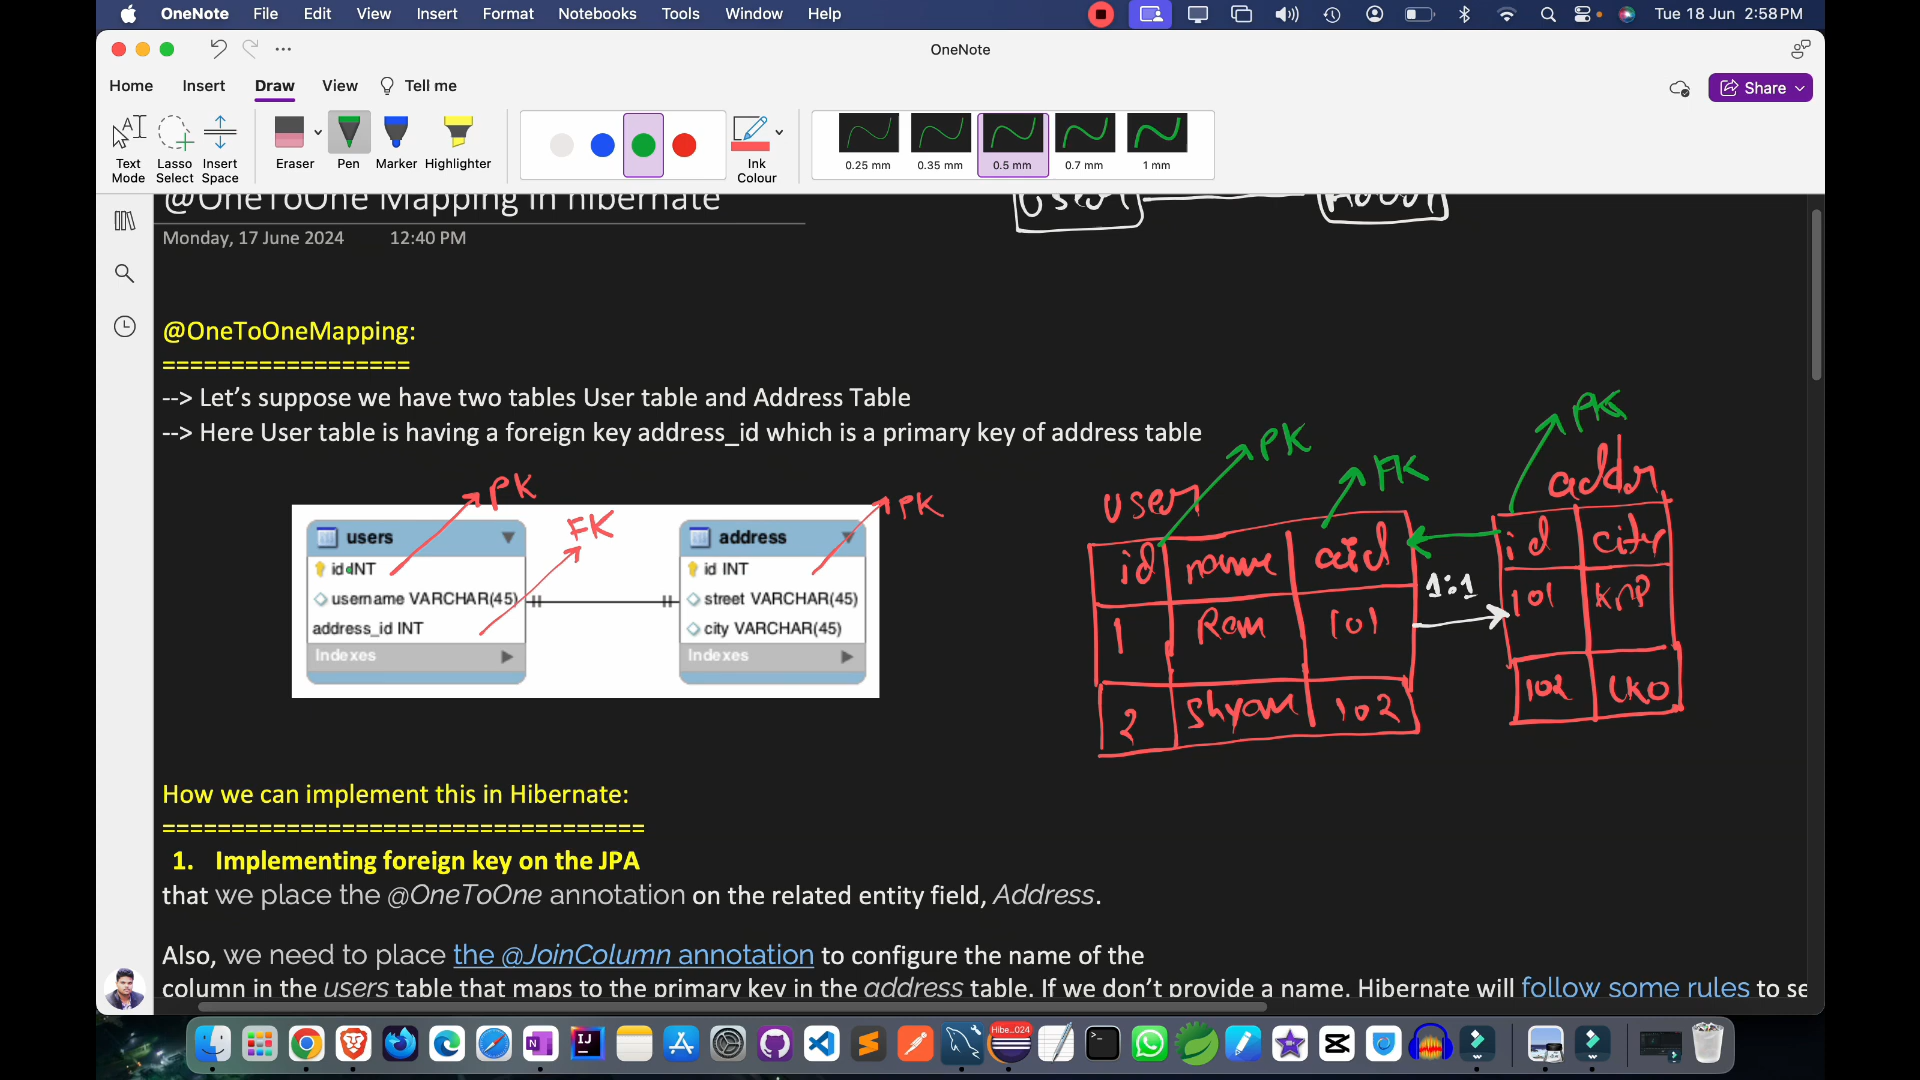 OneNote File Edit View Insert Format Notebooks Tools Window Help Tue 18 Jun 2:58 PM
OneNote
Home Insert Draw View Tell me Share
Text Mode Lasso Select Insert Space Eraser Pen Marker Highlighter Ink Colour 0.25 mm 0.35 mm 0.5 mm 0.7 mm 1 mm
@OneToOne Mapping in hibernate
Monday, 17 June 2024 12:40 PM
@OneToOneMapping:
==================
--> Let's suppose we have two tables User table and Address Table
--> Here User table is having a foreign key address_id which is a primary key of address table
PK
FK
PK
users
id INT
username VARCHAR(45)
address_id INT
Indexes
address
id INT
street VARCHAR(45)
city VARCHAR(45)
Indexes
PK
FK
PK
user
id name aid
1 Ram 101
2 Shyam 102
1:1
addr
id city
101 KNP
102 LKO
How we can implement this in Hibernate:
===================================
1. Implementing foreign key on the JPA
that we place the @OneToOne annotation on the related entity field, Address.
Also, we need to place the @JoinColumn annotation to configure the name of the
column in the users table that maps to the primary key in the address table. If we don't provide a name, Hibernate will follow some rules to se
Hibe...024